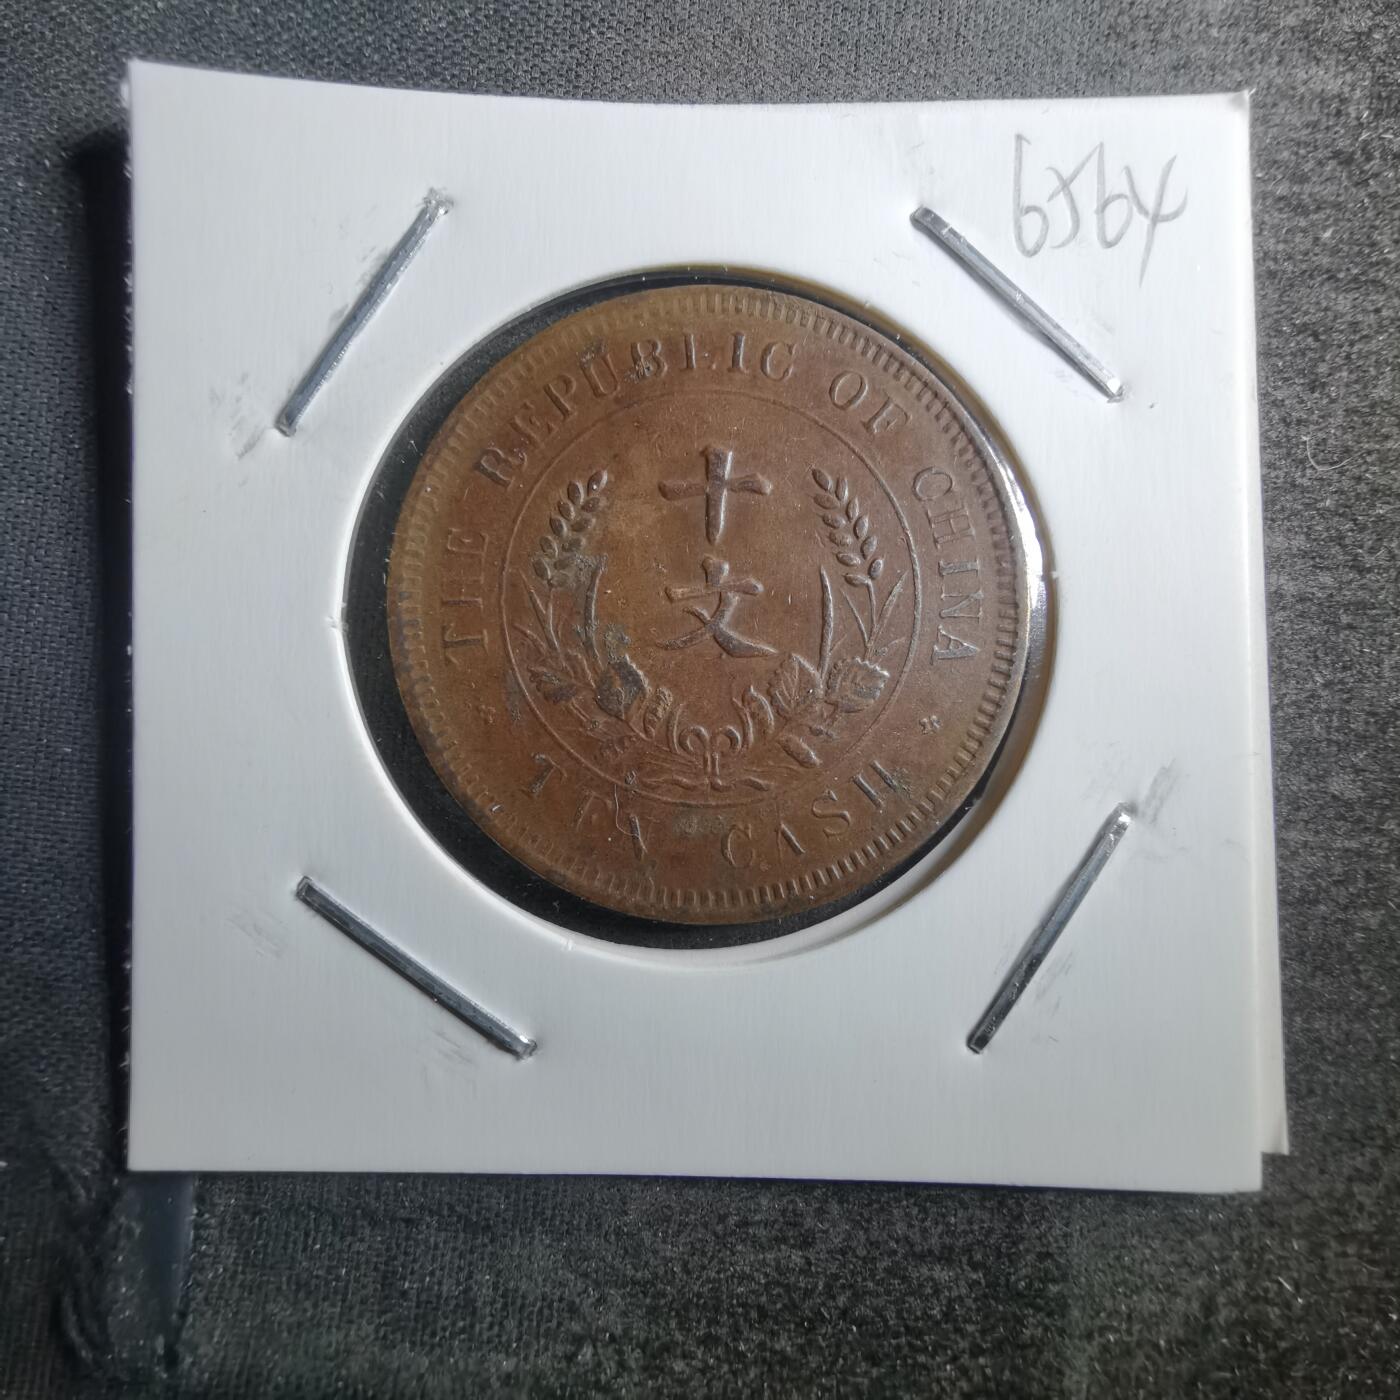 6564
THE REPUBLIC OF CHINA
十
文
TEN CASH